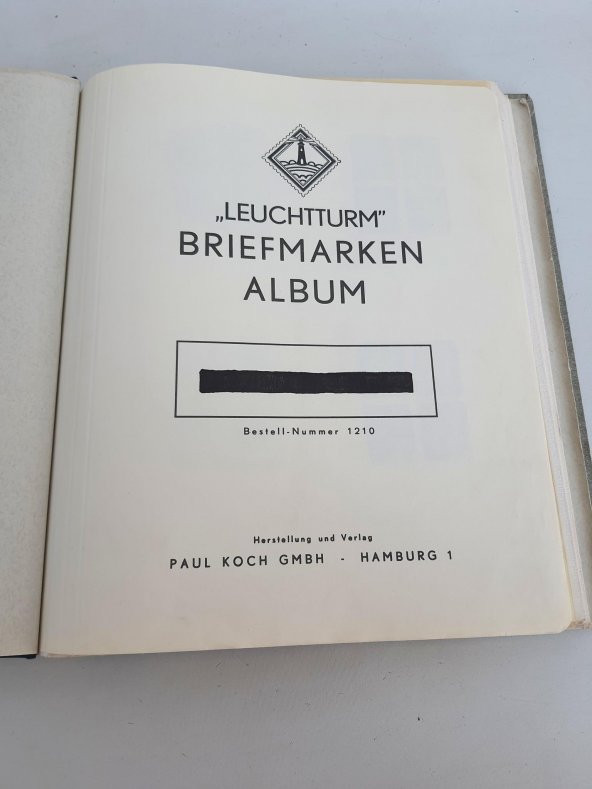 „LEUCHTTURM”
BRIEFMARKEN
ALBUM
Bestell-Nummer 1210
Herstellung und Verlag
PAUL KOCH GMBH - HAMBURG 1